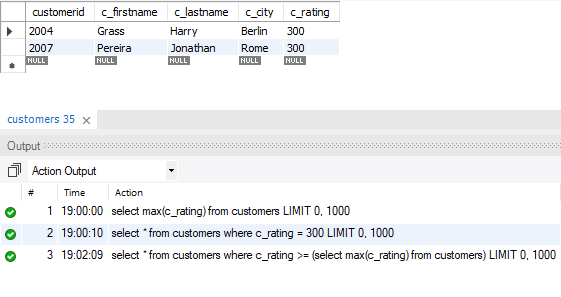 customerid c_firstname c_lastname c_city c_rating
2004 Grass Harry Berlin 300
2007 Pereira Jonathan Rome 300
NULL NULL NULL NULL NULL
customers 35
Output
Action Output
# Time Action
1 19:00:00 select max(c_rating) from customers LIMIT 0, 1000
2 19:00:10 select * from customers where c_rating = 300 LIMIT 0, 1000
3 19:02:09 select * from customers where c_rating >= (select max(c_rating) from customers) LIMIT 0, 1000